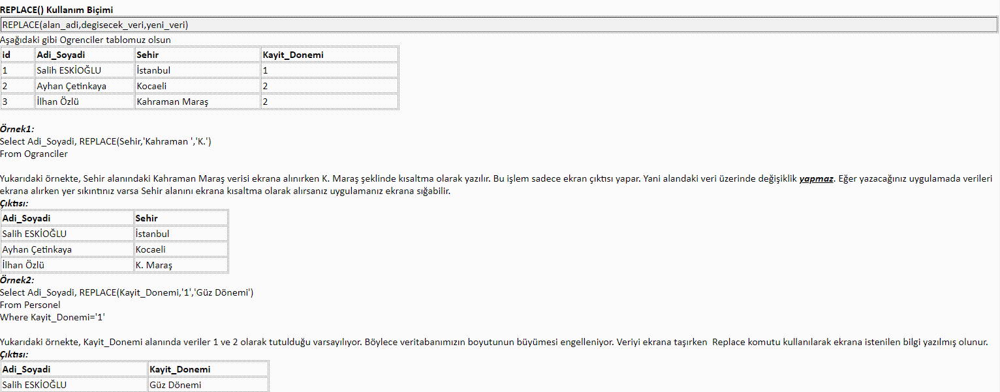 REPLACE() Kullanım Biçimi
REPLACE(alan_adi,degisecek_veri,yeni_veri)
Aşağıdaki gibi Ogrenciler tablomuz olsun
id Adi_Soyadi Sehir Kayit_Donemi
1 Salih ESKİOĞLU İstanbul 1
2 Ayhan Çetinkaya Kocaeli 2
3 İlhan Özlü Kahraman Maraş 2
Örnek1:
Select Adi_Soyadi, REPLACE(Sehir,'Kahraman ','K.')
From Ogranciler
Yukarıdaki örnekte, Sehir alanındaki Kahraman Maraş verisi ekrana alınırken K. Maraş şeklinde kısaltma olarak yazılır. Bu işlem sadece ekran çıktısı yapar. Yani alandaki veri üzerinde değişiklik yapmaz. Eğer yazacağınız uygulamada verileri
ekrana alırken yer sıkıntınız varsa Sehir alanını ekrana kısaltma olarak alırsanız uygulamanız ekrana sığabilir.
Çıktısı:
Adi_Soyadi Sehir
Salih ESKİOĞLU İstanbul
Ayhan Çetinkaya Kocaeli
İlhan Özlü K. Maraş
Örnek2:
Select Adi_Soyadi, REPLACE(Kayit_Donemi,'1','Güz Dönemi')
From Personel
Where Kayit_Donemi='1'
Yukarıdaki örnekte, Kayit_Donemi alanında veriler 1 ve 2 olarak tutulduğu varsayılıyor. Böylece veritabanımızın boyutunun büyümesi engelleniyor. Veriyi ekrana taşırken  Replace komutu kullanılarak ekrana istenilen bilgi yazılmış olunur.
Çıktısı:
Adi_Soyadi Kayit_Donemi
Salih ESKİOĞLU Güz Dönemi